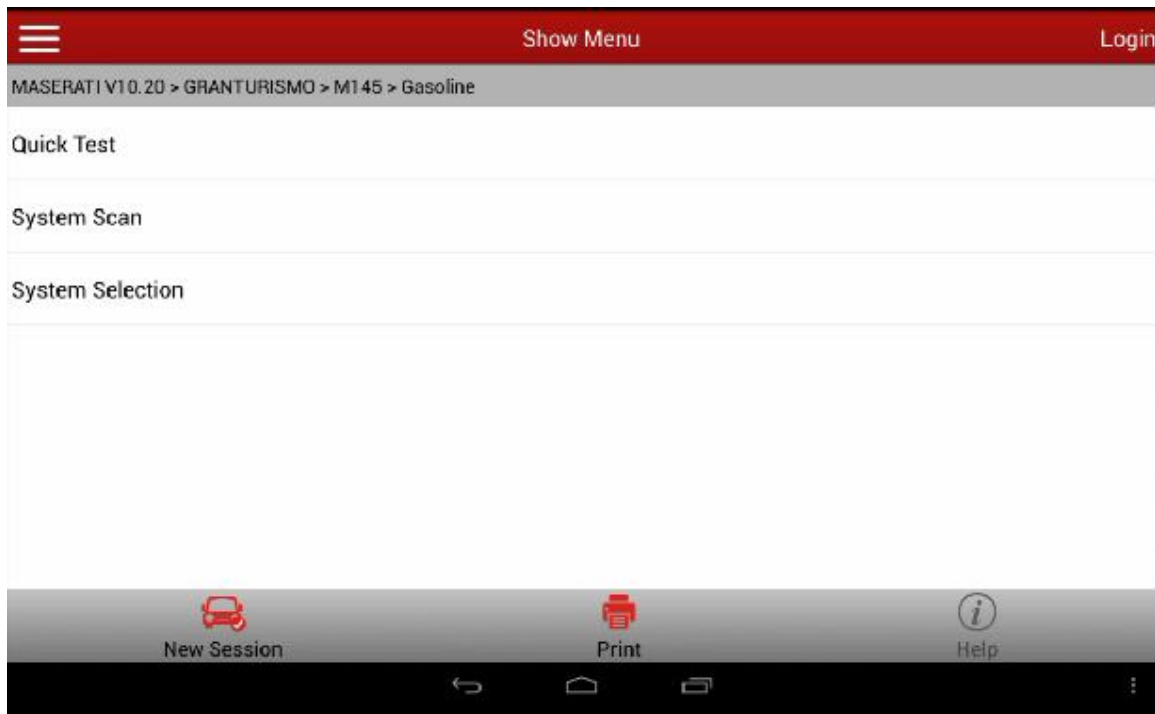 Show Menu
Login
MASERATI V10.20 > GRANTURISMO > M145 > Gasoline
Quick Test
System Scan
System Selection
New Session
Print
Help